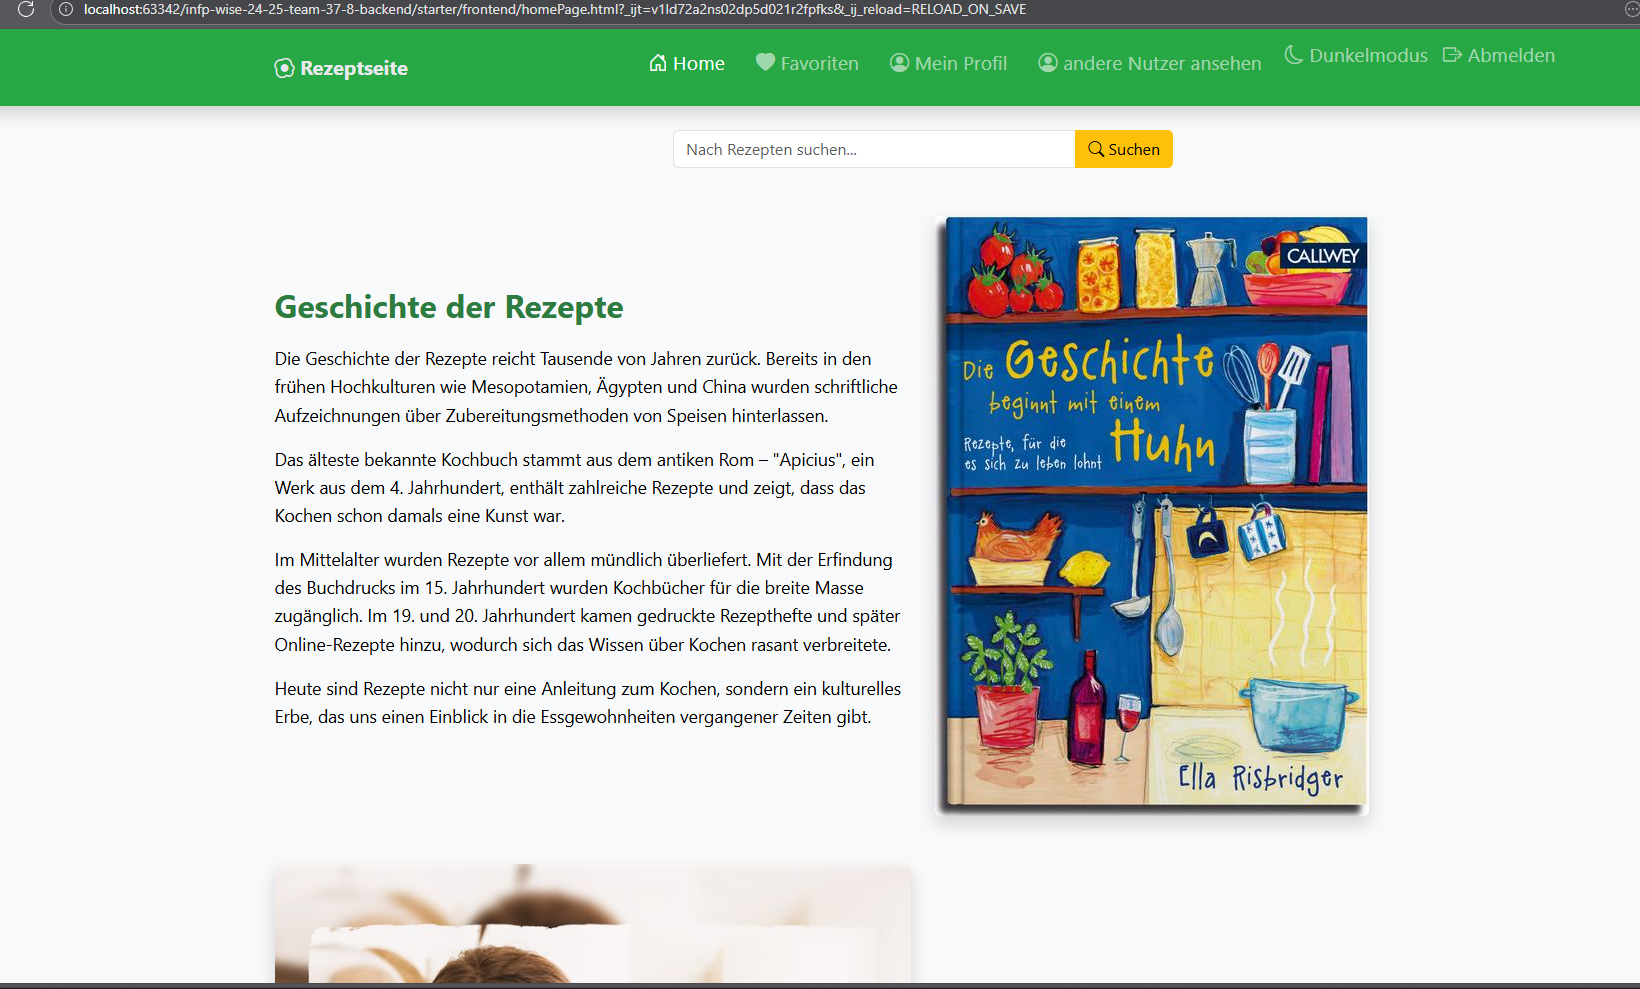 localhost:63342/infp-wise-24-25-team-37-8-backend/starter/frontend/homePage.html?_ijt=v1ld72a2ns02dp5d021r2fpfks&_ij_reload=RELOAD_ON_SAVE
Rezeptseite
Home
Favoriten
Mein Profil
andere Nutzer ansehen
Dunkelmodus
Abmelden
Nach Rezepten suchen...
Suchen
Geschichte der Rezepte
Die Geschichte der Rezepte reicht Tausende von Jahren zurück. Bereits in den
frühen Hochkulturen wie Mesopotamien, Ägypten und China wurden schriftliche
Aufzeichnungen über Zubereitungsmethoden von Speisen hinterlassen.
Das älteste bekannte Kochbuch stammt aus dem antiken Rom – "Apicius", ein
Werk aus dem 4. Jahrhundert, enthält zahlreiche Rezepte und zeigt, dass das
Kochen schon damals eine Kunst war.
Im Mittelalter wurden Rezepte vor allem mündlich überliefert. Mit der Erfindung
des Buchdrucks im 15. Jahrhundert wurden Kochbücher für die breite Masse
zugänglich. Im 19. und 20. Jahrhundert kamen gedruckte Rezepthefte und später
Online-Rezepte hinzu, wodurch sich das Wissen über Kochen rasant verbreitete.
Heute sind Rezepte nicht nur eine Anleitung zum Kochen, sondern ein kulturelles
Erbe, das uns einen Einblick in die Essgewohnheiten vergangener Zeiten gibt.
CALLWEY
Die Geschichte
beginnt mit einem
Huhn
Rezepte, für die
es sich zu leben lohnt
Ella Risbridger